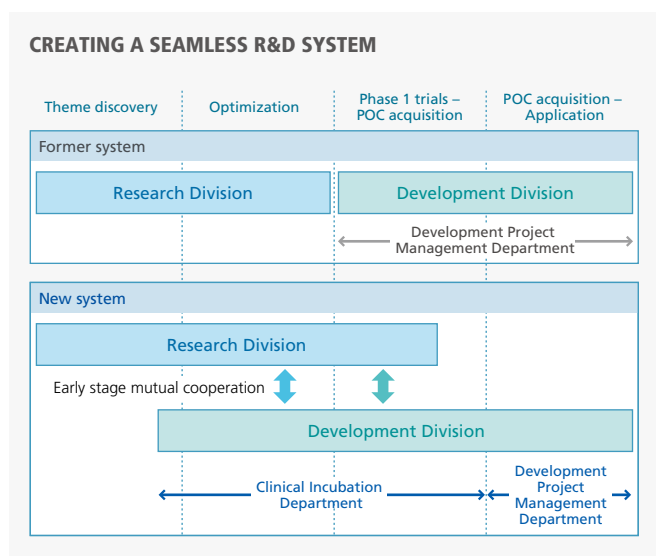 CREATING A SEAMLESS R&D SYSTEM
Theme discovery
Optimization
Phase 1 trials –
POC acquisition
POC acquisition –
Application
Former system
Research Division
Development Division
Development Project
Management Department
New system
Research Division
Early stage mutual cooperation
Development Division
Clinical Incubation
Department
Development
Project
Management
Department